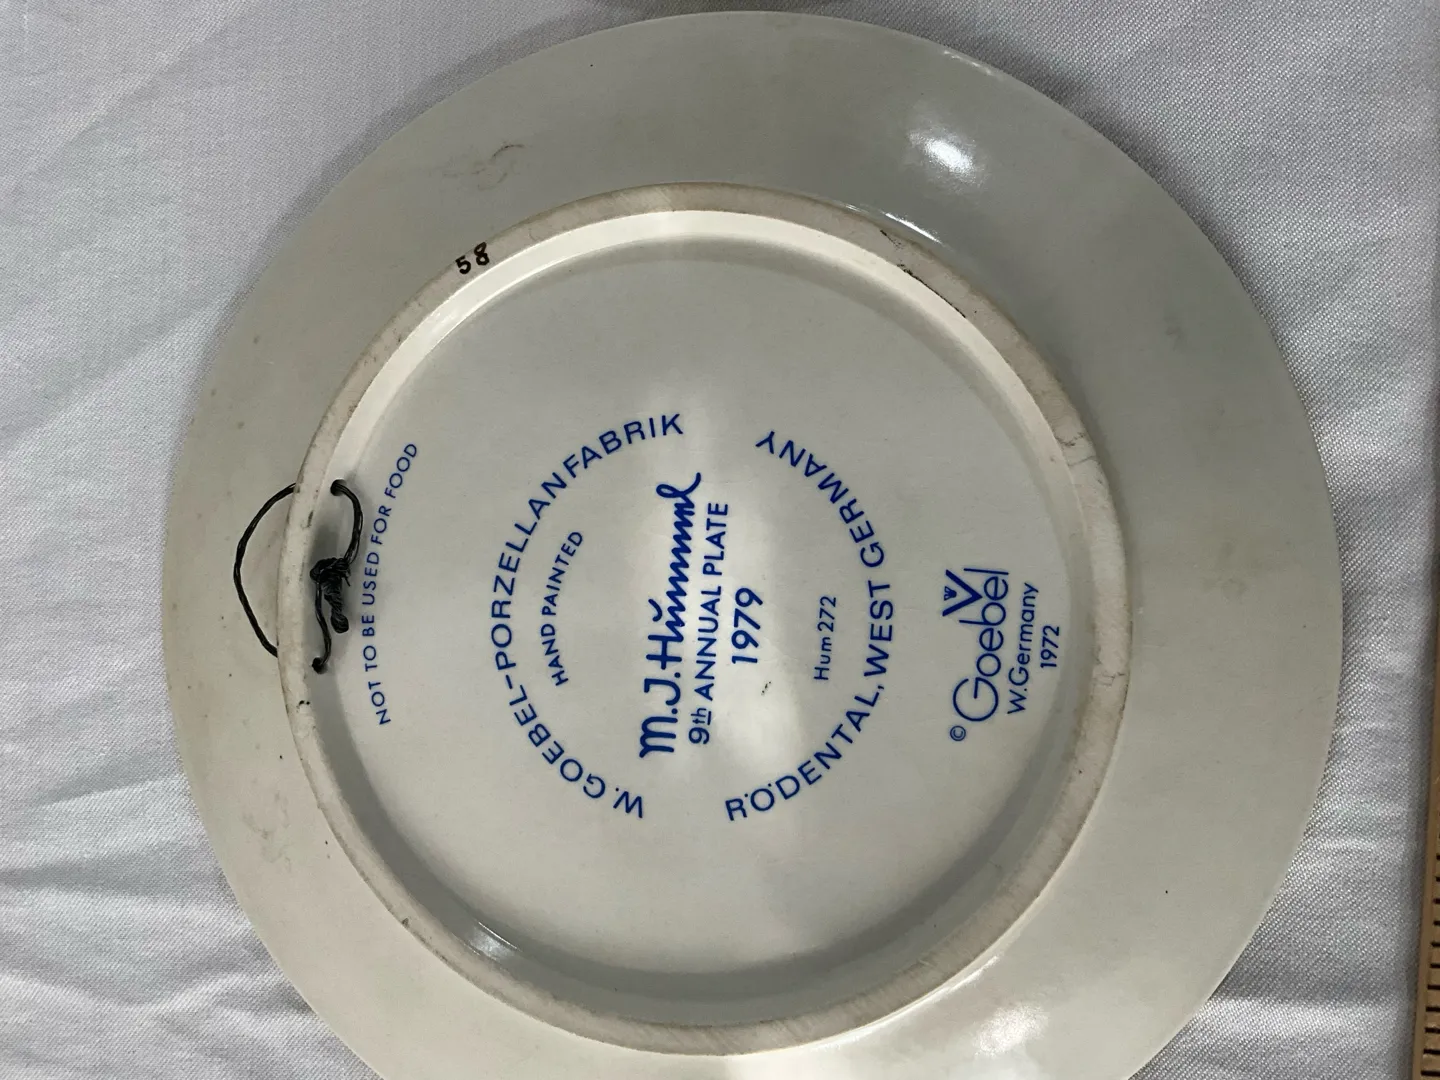 58
NOT TO BE USED FOR FOOD
W. GOEBEL-PORZELLANFABRIK
HAND PAINTED
M.J.Hümmel
9th ANNUAL PLATE
1979
Hum 272
RÖDENTAL, WEST GERMANY
© Goebel
W.Germany
1972